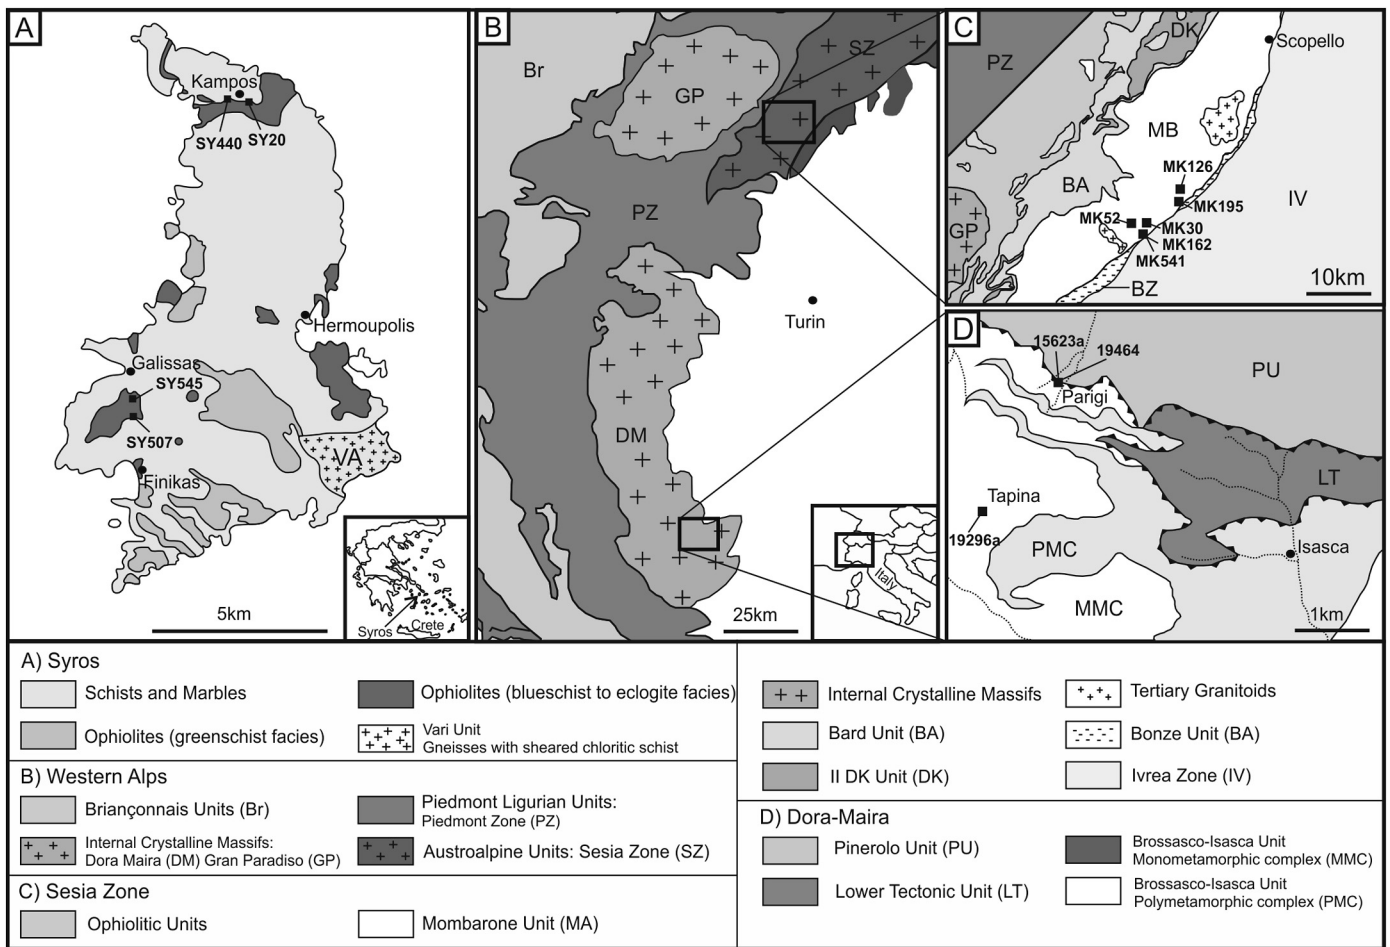 A
Kampos
SY440 SY20
Hermoupolis
Galissas
SY545
SY507
VA
Finikas
5km
Syros
Crete
B
Br
SZ
GP
PZ
Turin
DM
25km
Italy
C
DK
Scopello
PZ
MB
MK126
BA
MK195
IV
MK52
MK30
GP
MK162
MK541
BZ
10km
D
15623a
19464
PU
Parigi
LT
Tapina
19296a
PMC
Isasca
MMC
1km
A) Syros
Schists and Marbles
Ophiolites (greenschist facies)
Ophiolites (blueschist to eclogite facies)
Vari Unit
Gneisses with sheared chloritic schist
B) Western Alps
Briançonnais Units (Br)
Internal Crystalline Massifs:
Dora Maira (DM) Gran Paradiso (GP)
Piedmont Ligurian Units:
Piedmont Zone (PZ)
Austroalpine Units: Sesia Zone (SZ)
C) Sesia Zone
Ophiolitic Units
Mombarone Unit (MA)
Internal Crystalline Massifs
Bard Unit (BA)
II DK Unit (DK)
Tertiary Granitoids
Bonze Unit (BA)
Ivrea Zone (IV)
D) Dora-Maira
Pinerolo Unit (PU)
Lower Tectonic Unit (LT)
Brossasco-Isasca Unit
Monometamorphic complex (MMC)
Brossasco-Isasca Unit
Polymetamorphic complex (PMC)